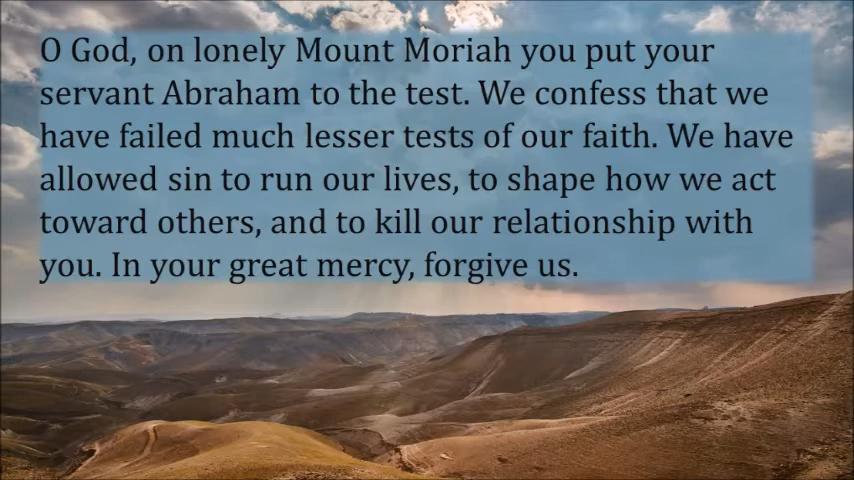 O God, on lonely Mount Moriah you put your
servant Abraham to the test. We confess that we
have failed much lesser tests of our faith. We have
allowed sin to run our lives, to shape how we act
toward others, and to kill our relationship with
you. In your great mercy, forgive us.